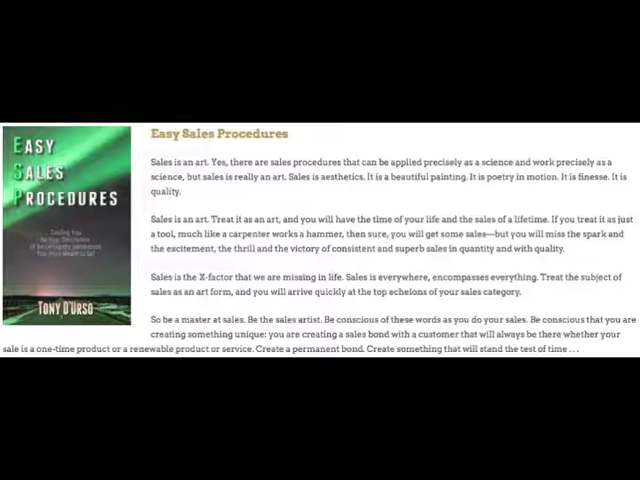 EASY
SALES
PROCEDURES
Guiding You
TONY D'URSO
Easy Sales Procedures
Sales is an art. Yes, there are sales procedures that can be applied precisely as a science and work precisely as a
science, but sales is really an art. Sales is aesthetics. It is a beautiful painting. It is poetry in motion. It is finesse. It is
quality.
Sales is an art. Treat it as an art, and you will have the time of your life and the sales of a lifetime. If you treat it as just
a tool, much like a carpenter works a hammer, then sure, you will get some sales—but you will miss the spark and
the excitement, the thrill and the victory of consistent and superb sales in quantity and with quality.
Sales is the X-factor that we are missing in life. Sales is everywhere, encompasses everything. Treat the subject of
sales as an art form, and you will arrive quickly at the top echelons of your sales category.
So be a master at sales. Be the sales artist. Be conscious of these words as you do your sales. Be conscious that you are
creating something unique: you are creating a sales bond with a customer that will always be there whether your
sale is a one-time product or a renewable product or service. Create a permanent bond. Create something that will stand the test of time . . .